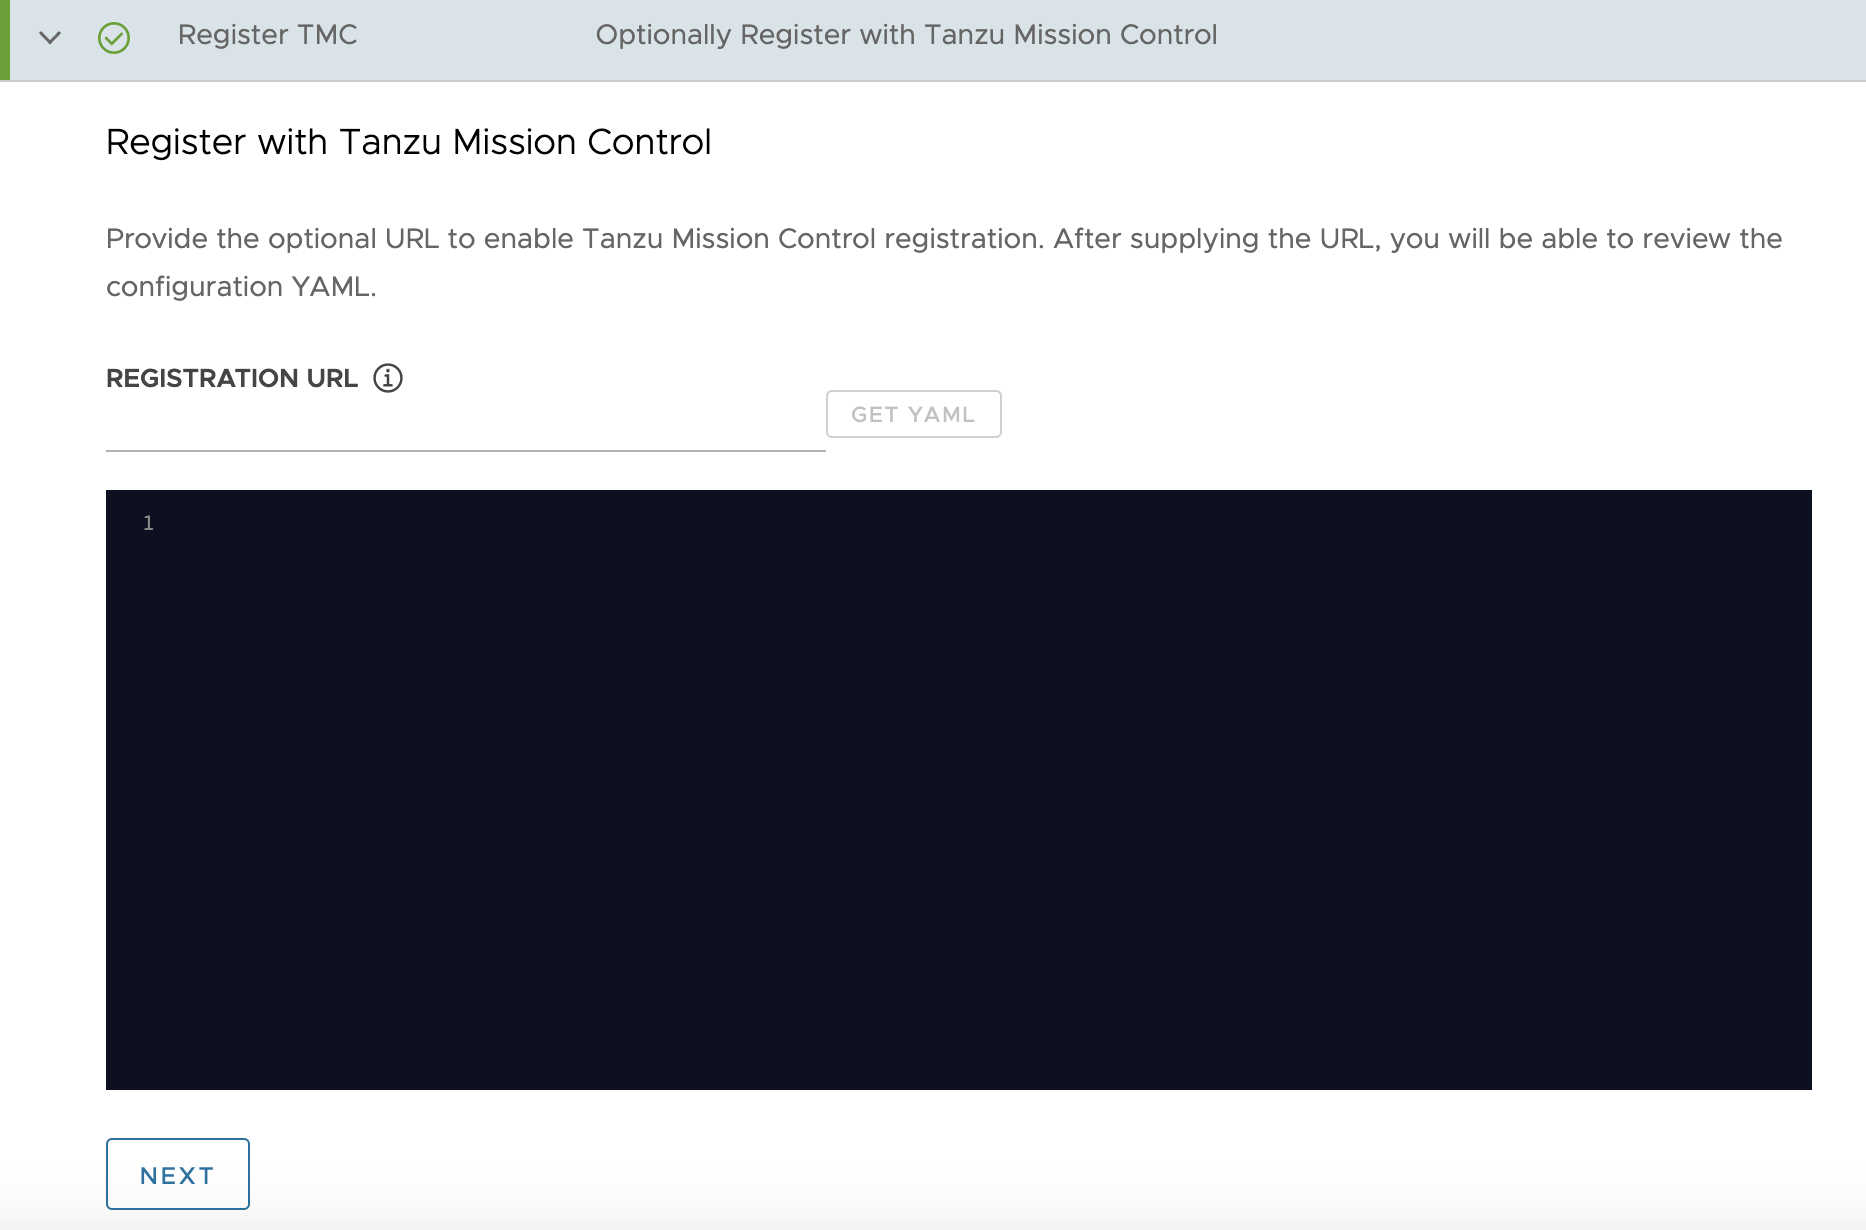 Register TMC
Optionally Register with Tanzu Mission Control
Register with Tanzu Mission Control
Provide the optional URL to enable Tanzu Mission Control registration. After supplying the URL, you will be able to review the
configuration YAML.
REGISTRATION URL
GET YAML
1
NEXT